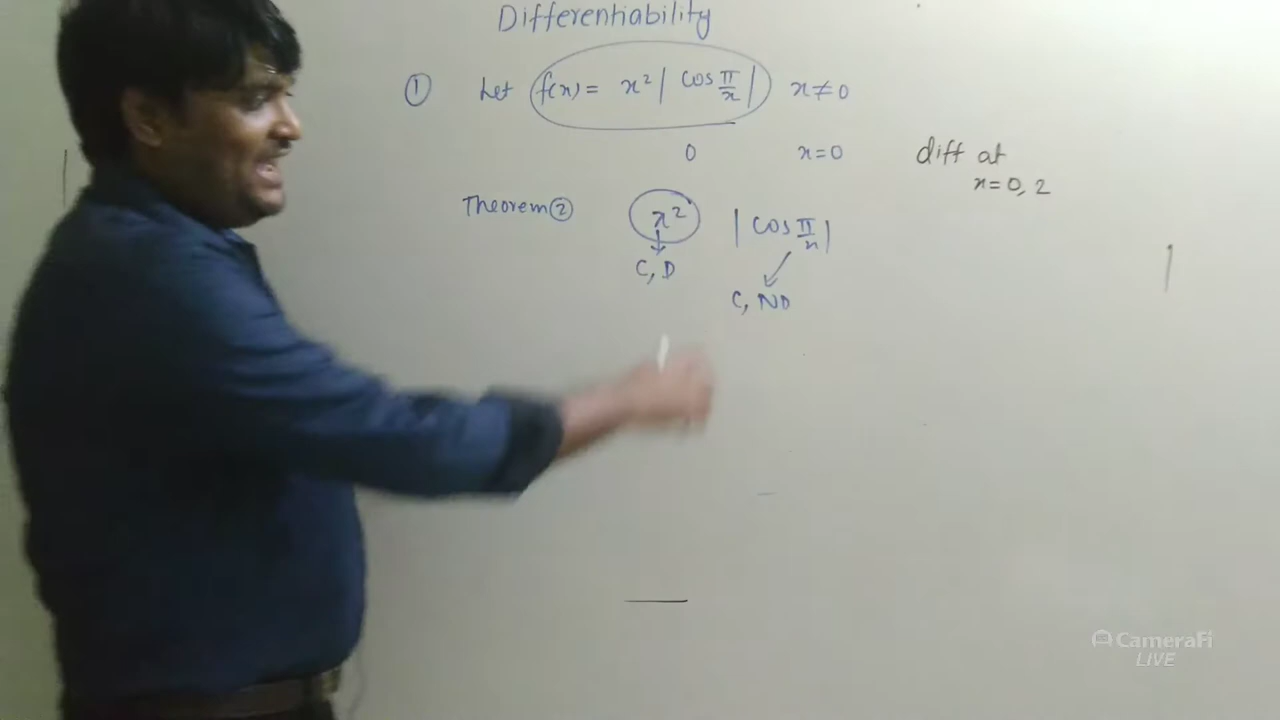 Differentiability
① Let f(x) = x² | cos π/x | x ≠ 0
0 x=0 diff at
x=0, 2
Theorem② x² | cos π/x |
C, D
C, ND
CameraFi
LIVE